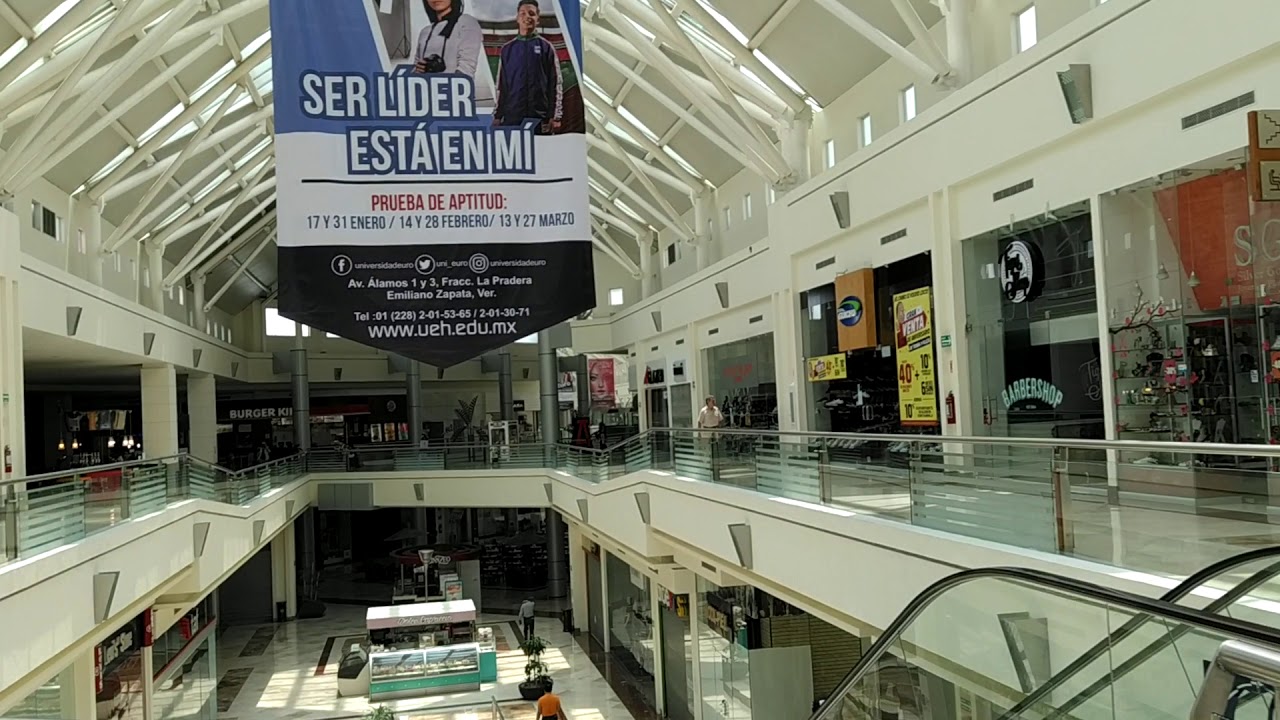 SER LÍDER
ESTÁ EN MÍ
PRUEBA DE APTITUD:
17 Y 31 ENERO / 14 Y 28 FEBRERO/ 13 Y 27 MARZO
universidadeuro uni_euro universidadeuro
Av. Álamos 1 y 3, Fracc. La Pradera
Emiliano Zapata, Ver.
Tel :01 (228) 2-01-53-65 / 2-01-30-71
www.ueh.edu.mx
BURGER KI
VENTA
40%
10%
BARBERSHOP